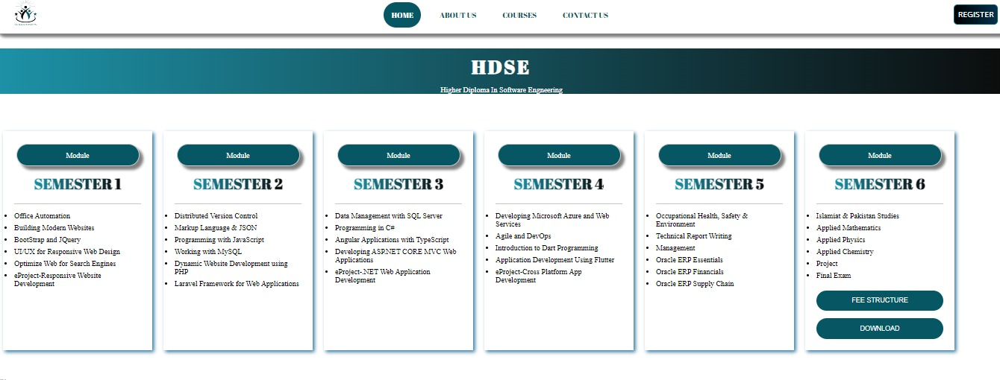 HOME
ABOUT US
COURSES
CONTACT US
REGISTER
HDSE
Higher Diploma In Software Engneering
Module
SEMESTER 1
Office Automation
Building Modern Websites
BootStrap and JQuery
UI/UX for Responsive Web Design
Optimize Web for Search Engines
eProject-Responsive Website
Development
Module
SEMESTER 2
Distributed Version Control
Markup Language & JSON
Programming with JavaScript
Working with MySQL
Dynamic Website Development using
PHP
Laravel Framework for Web Applications
Module
SEMESTER 3
Data Management with SQL Server
Programming in C#
Angular Applications with TypeScript
Developing ASP.NET CORE MVC Web
Applications
eProject-.NET Web Application
Development
Module
SEMESTER 4
Developing Microsoft Azure and Web
Services
Agile and DevOps
Introduction to Dart Programming
Application Development Using Flutter
eProject-Cross Platform App
Development
Module
SEMESTER 5
Occupational Health, Safety &
Environment
Technical Report Writing
Management
Oracle ERP Essentials
Oracle ERP Financials
Oracle ERP Supply Chain
Module
SEMESTER 6
Islamiat & Pakistan Studies
Applied Mathematics
Applied Physics
Applied Chemistry
Project
Final Exam
FEE STRUCTURE
DOWNLOAD